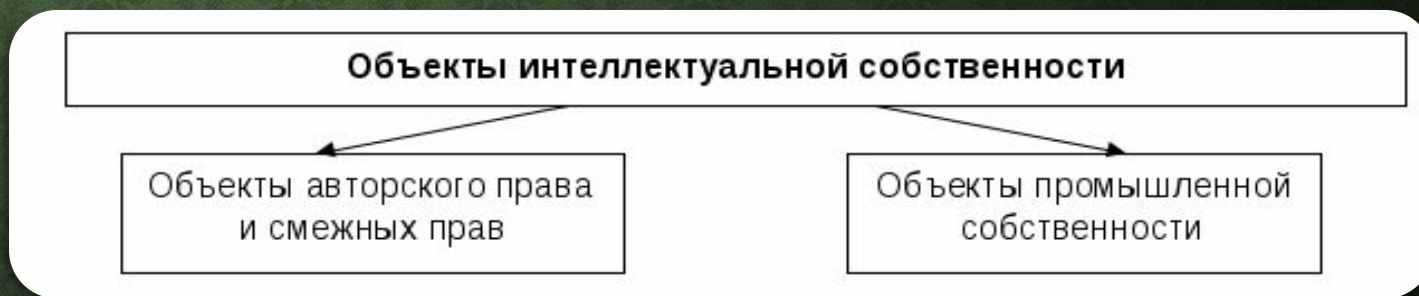 Объекты интеллектуальной собственности
Объекты авторского права
и смежных прав
Объекты промышленной
собственности